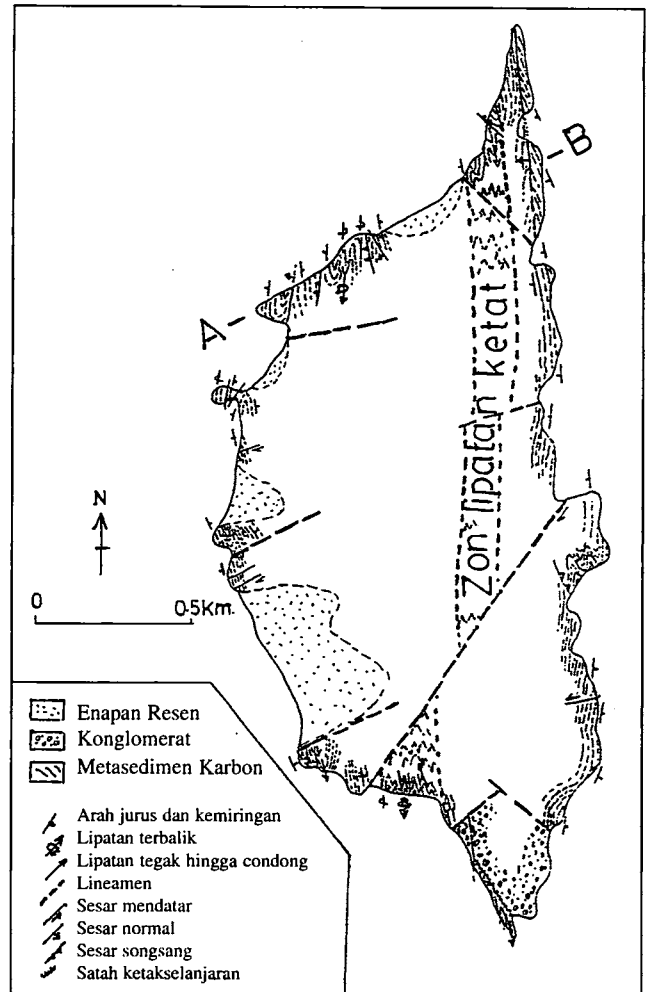 B
A
Zon lipatan ketat
N
0 0.5Km.
Enapan Resen
Konglomerat
Metasedimen Karbon
Arah jurus dan kemiringan
Lipatan terbalik
Lipatan tegak hingga condong
Lineamen
Sesar mendatar
Sesar normal
Sesar songsang
Satah ketakselanjaran